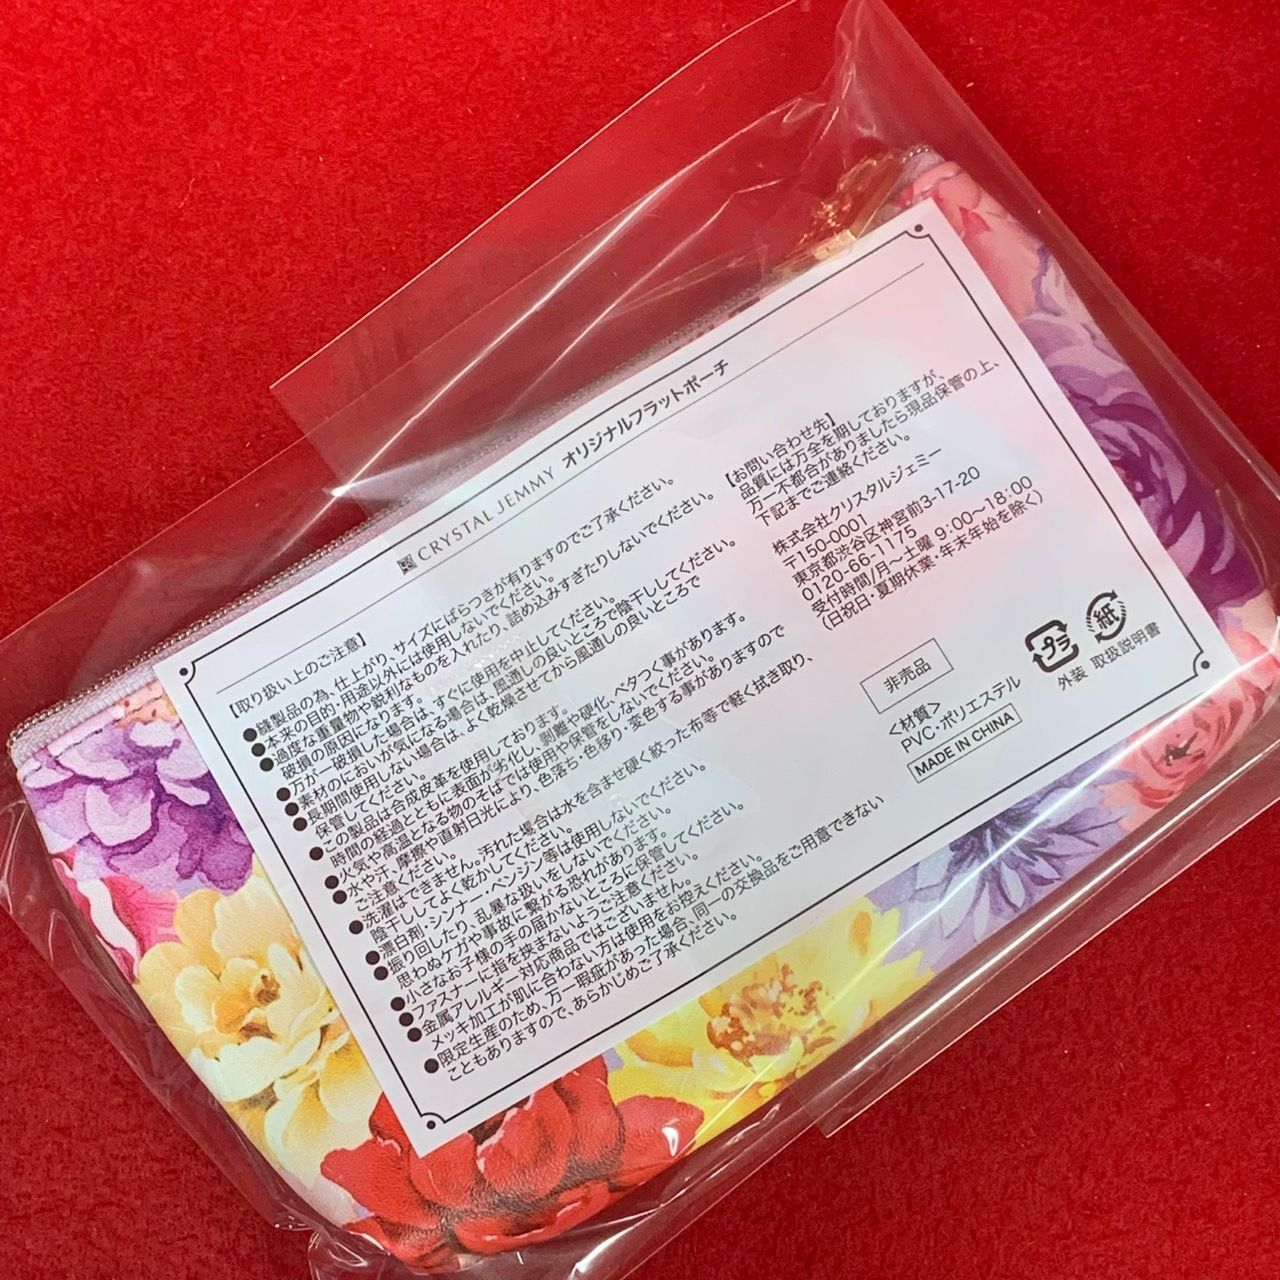 CRYSTAL JEMMY オリジナルフラットポーチ
【取り扱い上のご注意】
●縫製品の為、仕上がり、サイズにばらつきが有りますのでご了承ください。
●本来の目的・用途以外には使用しないでください。
●過度な重量物や鋭利なものを入れたり、詰め込みすぎたりしないでください。
破損の原因になります。
●万が一破損した場合は、すぐに使用を中止してください。
●素材のにおいが気になる場合は、風通しの良いところで陰干ししてください。
●長期間使用しない場合は、よく乾燥させてから風通しの良いところで
保管してください。
●この製品は合成皮革を使用しております。
時間の経過とともに表面が劣化し、剥離や硬化、ベタつく事があります。
●火気や高温となる物のそばでは使用や保管をしないでください。
●水や汗、摩擦や直射日光により、色落ち・色移り・変色する事がありますので
ご注意ください。
●洗濯はできません。汚れた場合は水を含ませ硬く絞った布等で軽く拭き取り、
陰干ししてよく乾かしてください。
●漂白剤・シンナー・ベンジン等は使用しないでください。
●振り回したり、乱暴な扱いをしないでください。
思わぬケガや事故に繋がる恐れがあります。
●小さなお子様の手の届かないところに保管してください。
●ファスナーに指を挟まないようご注意ください。
●金属アレルギー対応商品ではございません。
メッキ加工が肌に合わない方は使用をお控えください。
●限定生産のため、万一瑕疵があった場合、同一の交換品をご用意できない
こともありますので、あらかじめご了承ください。
【お問い合わせ先】
品質には万全を期しておりますが、
万一不都合がありましたら現品保管の上、
下記までご連絡ください。
株式会社クリスタルジェミー
〒150-0001
東京都渋谷区神宮前3-17-20
0120-66-1175
受付時間/月〜土曜 9:00〜18:00
(日祝日・夏期休業、年末年始を除く)
非売品
プラ
紙
外装 取扱説明書
<材質>
PVC・ポリエステル
MADE IN CHINA